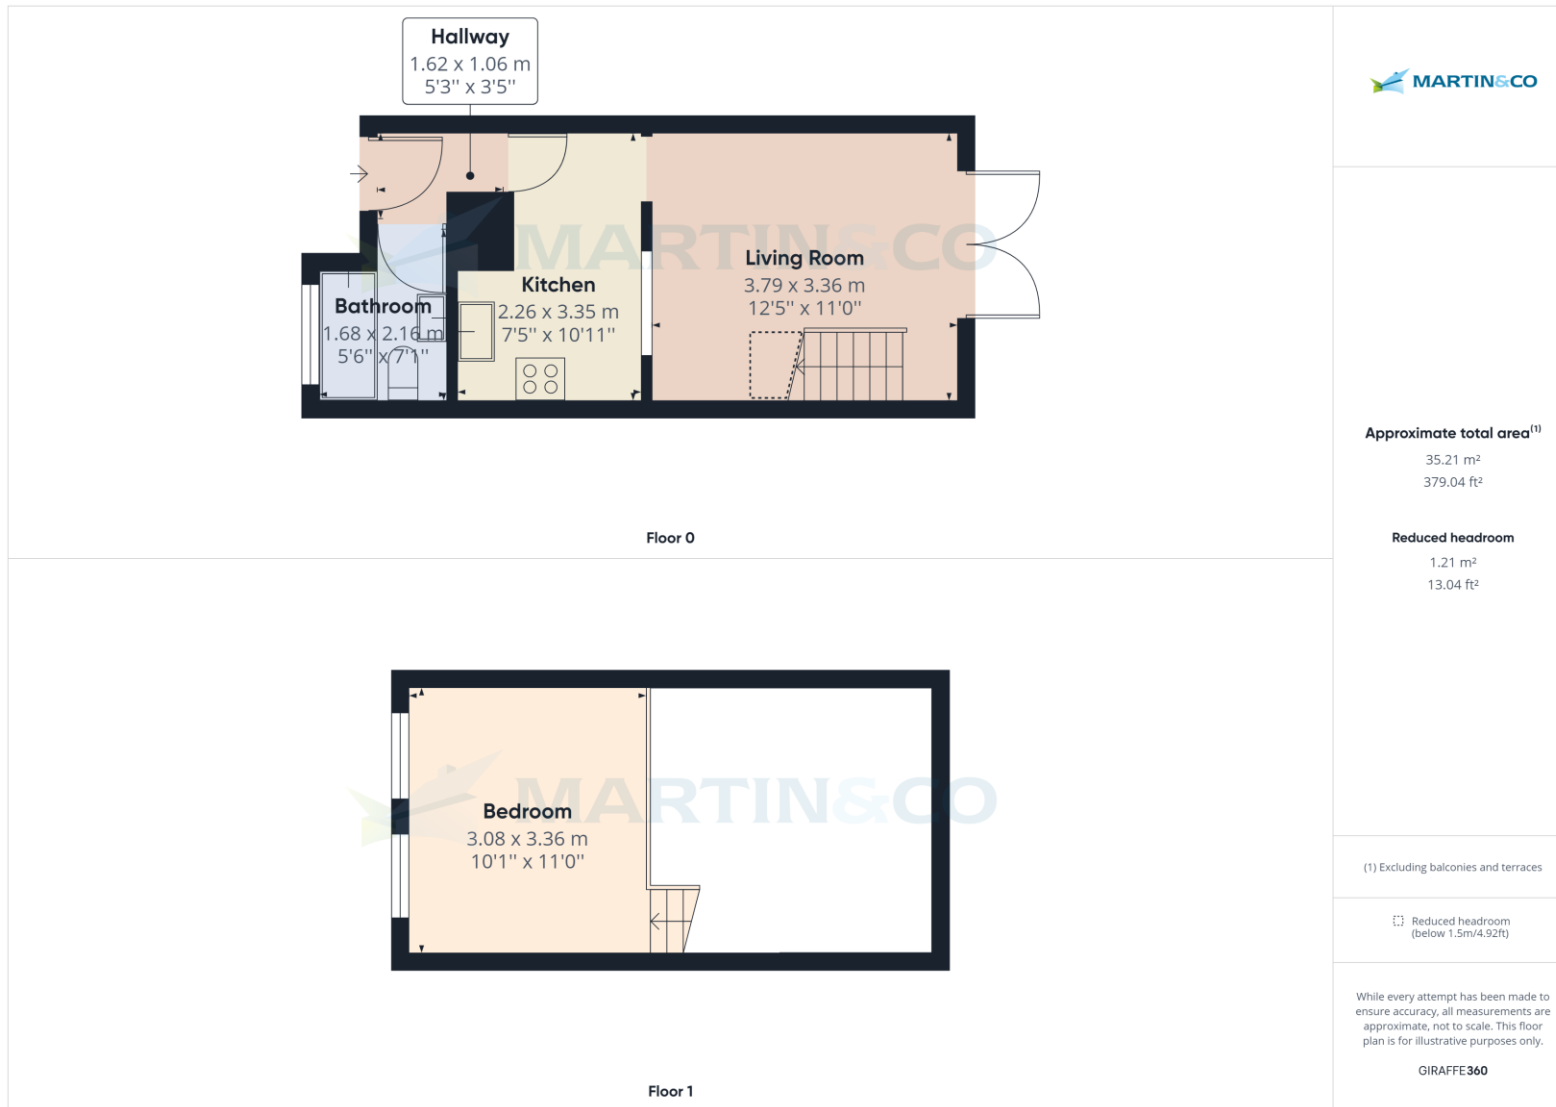 Hallway
1.62 x 1.06 m
5'3'' x 3'5''
MARTIN&CO
Living Room
3.79 x 3.36 m
12'5'' x 11'0''
Kitchen
2.26 x 3.35 m
7'5'' x 10'11''
Bathroom
1.68 x 2.16 m
5'6'' x 7'1''
Floor 0
MARTIN&CO
Bedroom
3.08 x 3.36 m
10'1'' x 11'0''
Floor 1
MARTIN&CO
Approximate total area(1)
35.21 m²
379.04 ft²
Reduced headroom
1.21 m²
13.04 ft²
(1) Excluding balconies and terraces
Reduced headroom
(below 1.5m/4.92ft)
While every attempt has been made to
ensure accuracy, all measurements are
approximate, not to scale. This floor
plan is for illustrative purposes only.
GIRAFFE360